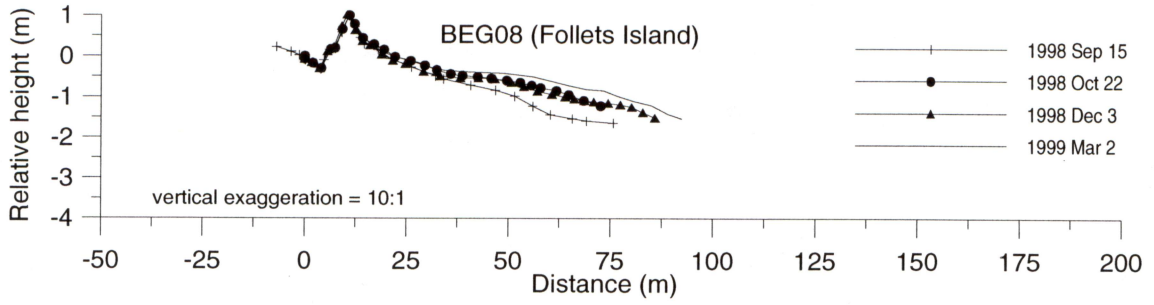 BEG08 (Follets Island)
Relative height (m)
1
0
-1
-2
-3
-4
vertical exaggeration = 10:1
1998 Sep 15
1998 Oct 22
1998 Dec 3
1999 Mar 2
-50 -25 0 25 50 75 100 125 150 175 200
Distance (m)